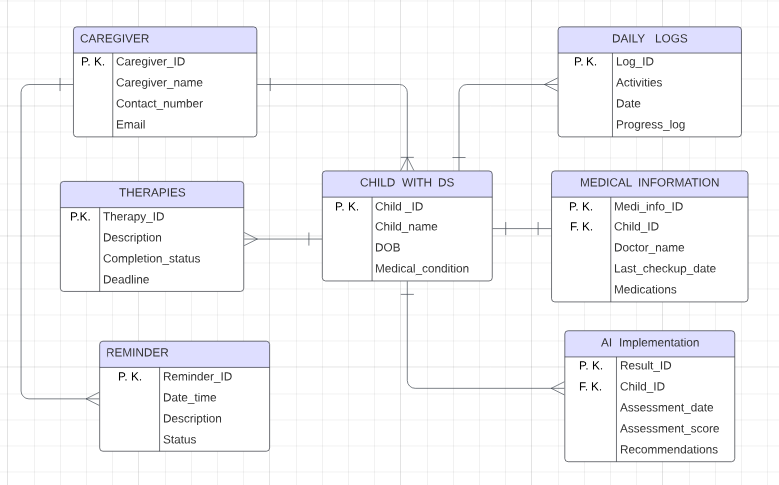 CAREGIVER
P. K. Caregiver_ID
Caregiver_name
Contact_number
Email
DAILY LOGS
P. K. Log_ID
Activities
Date
Progress_log
THERAPIES
P.K. Therapy_ID
Description
Completion_status
Deadline
CHILD WITH DS
P. K. Child _ID
Child_name
DOB
Medical_condition
MEDICAL INFORMATION
P. K. Medi_info_ID
F. K. Child_ID
Doctor_name
Last_checkup_date
Medications
REMINDER
P. K. Reminder_ID
Date_time
Description
Status
AI Implementation
P. K. Result_ID
F. K. Child_ID
Assessment_date
Assessment_score
Recommendations